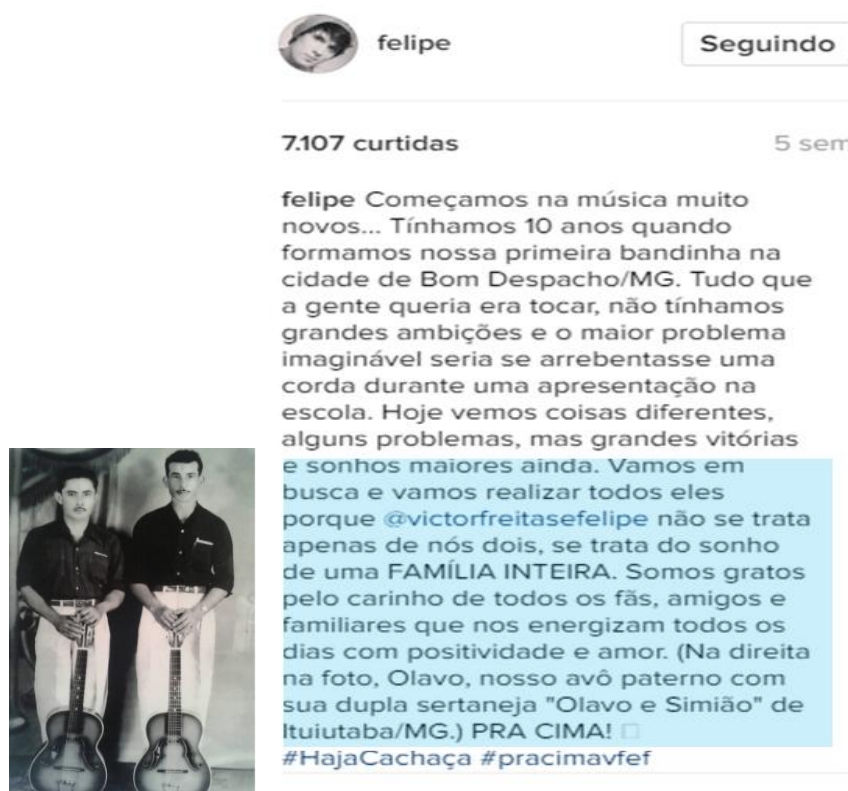 felipe
Seguindo
7.107 curtidas
5 sem
felipe Começamos na música muito
novos... Tínhamos 10 anos quando
formamos nossa primeira bandinha na
cidade de Bom Despacho/MG. Tudo que
a gente queria era tocar, não tínhamos
grandes ambições e o maior problema
imaginável seria se arrebentasse uma
corda durante uma apresentação na
escola. Hoje vemos coisas diferentes,
alguns problemas, mas grandes vitórias
e sonhos maiores ainda. Vamos em
busca e vamos realizar todos eles
porque @victorfreitasefelipe não se trata
apenas de nós dois, se trata do sonho
de uma FAMÍLIA INTEIRA. Somos gratos
pelo carinho de todos os fãs, amigos e
familiares que nos energizam todos os
dias com positividade e amor. (Na direita
na foto, Olavo, nosso avô paterno com
sua dupla sertaneja "Olavo e Simião" de
Ituiutaba/MG.) PRA CIMA!
#HajaCachaça #pracimavfef